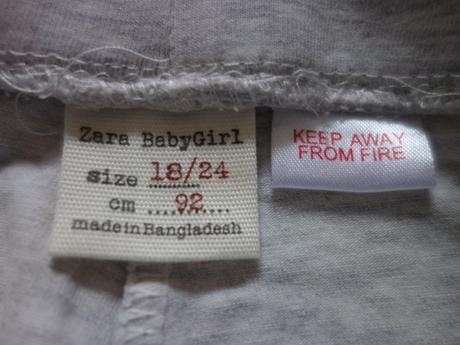 Zara BabyGirl
size 18/24
cm 92
made in Bangladesh
KEEP AWAY
FROM FIRE